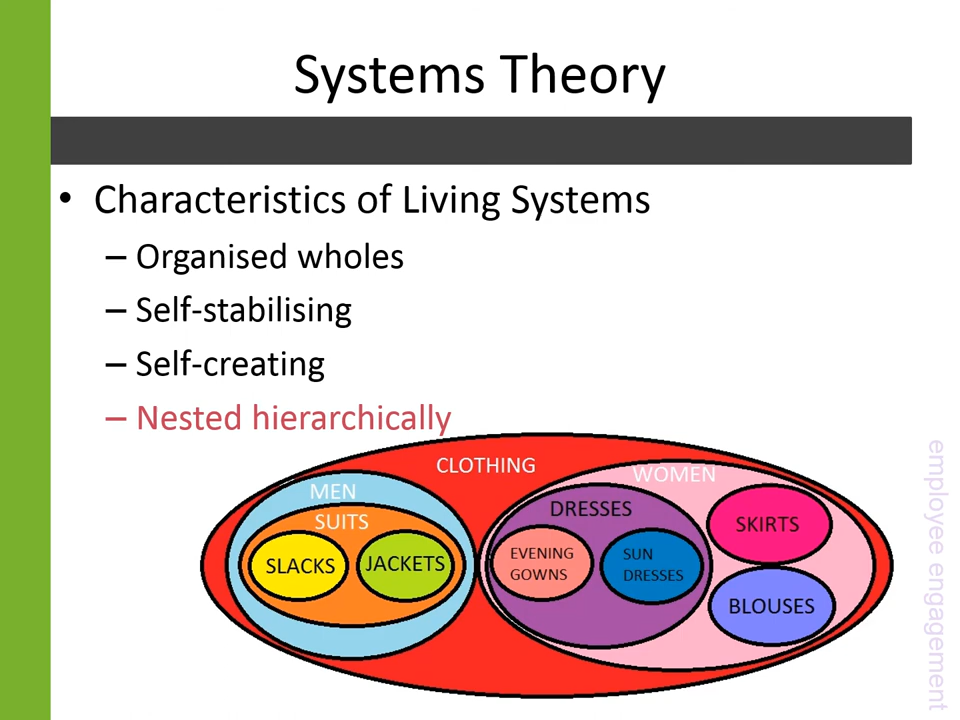 Systems Theory
• Characteristics of Living Systems
– Organised wholes
– Self-stabilising
– Self-creating
– Nested hierarchically
CLOTHING
MEN
SUITS
SLACKS
JACKETS
WOMEN
DRESSES
EVENING
GOWNS
SUN
DRESSES
SKIRTS
BLOUSES
employee engagement